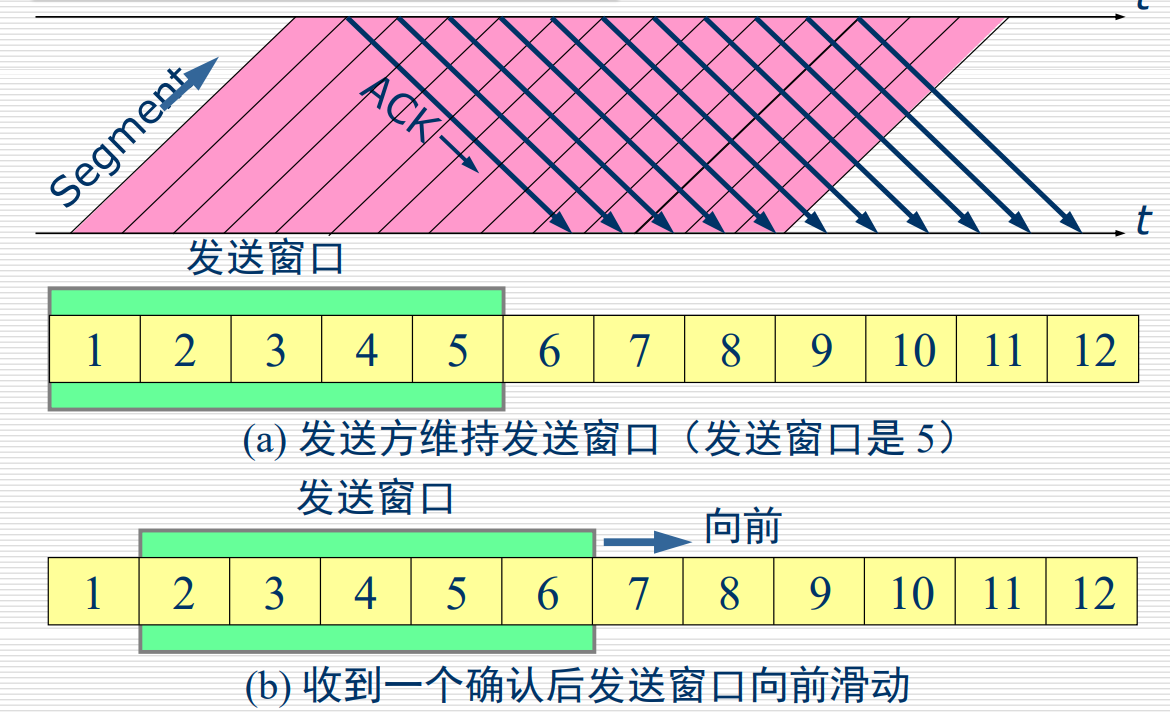 t
Segment
ACK
t
发送窗口
1 2 3 4 5 6 7 8 9 10 11 12
(a) 发送方维持发送窗口（发送窗口是 5）
发送窗口
向前
1 2 3 4 5 6 7 8 9 10 11 12
(b) 收到一个确认后发送窗口向前滑动